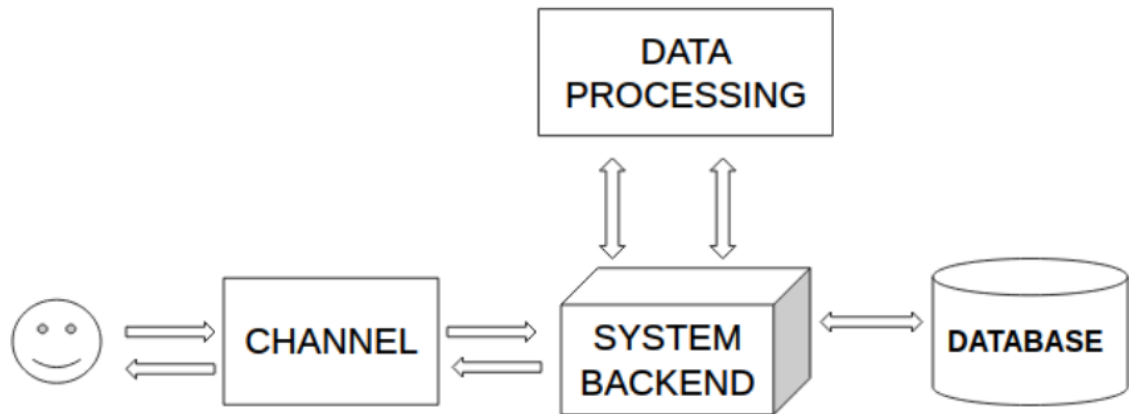 DATA
PROCESSING
CHANNEL
SYSTEM
BACKEND
DATABASE